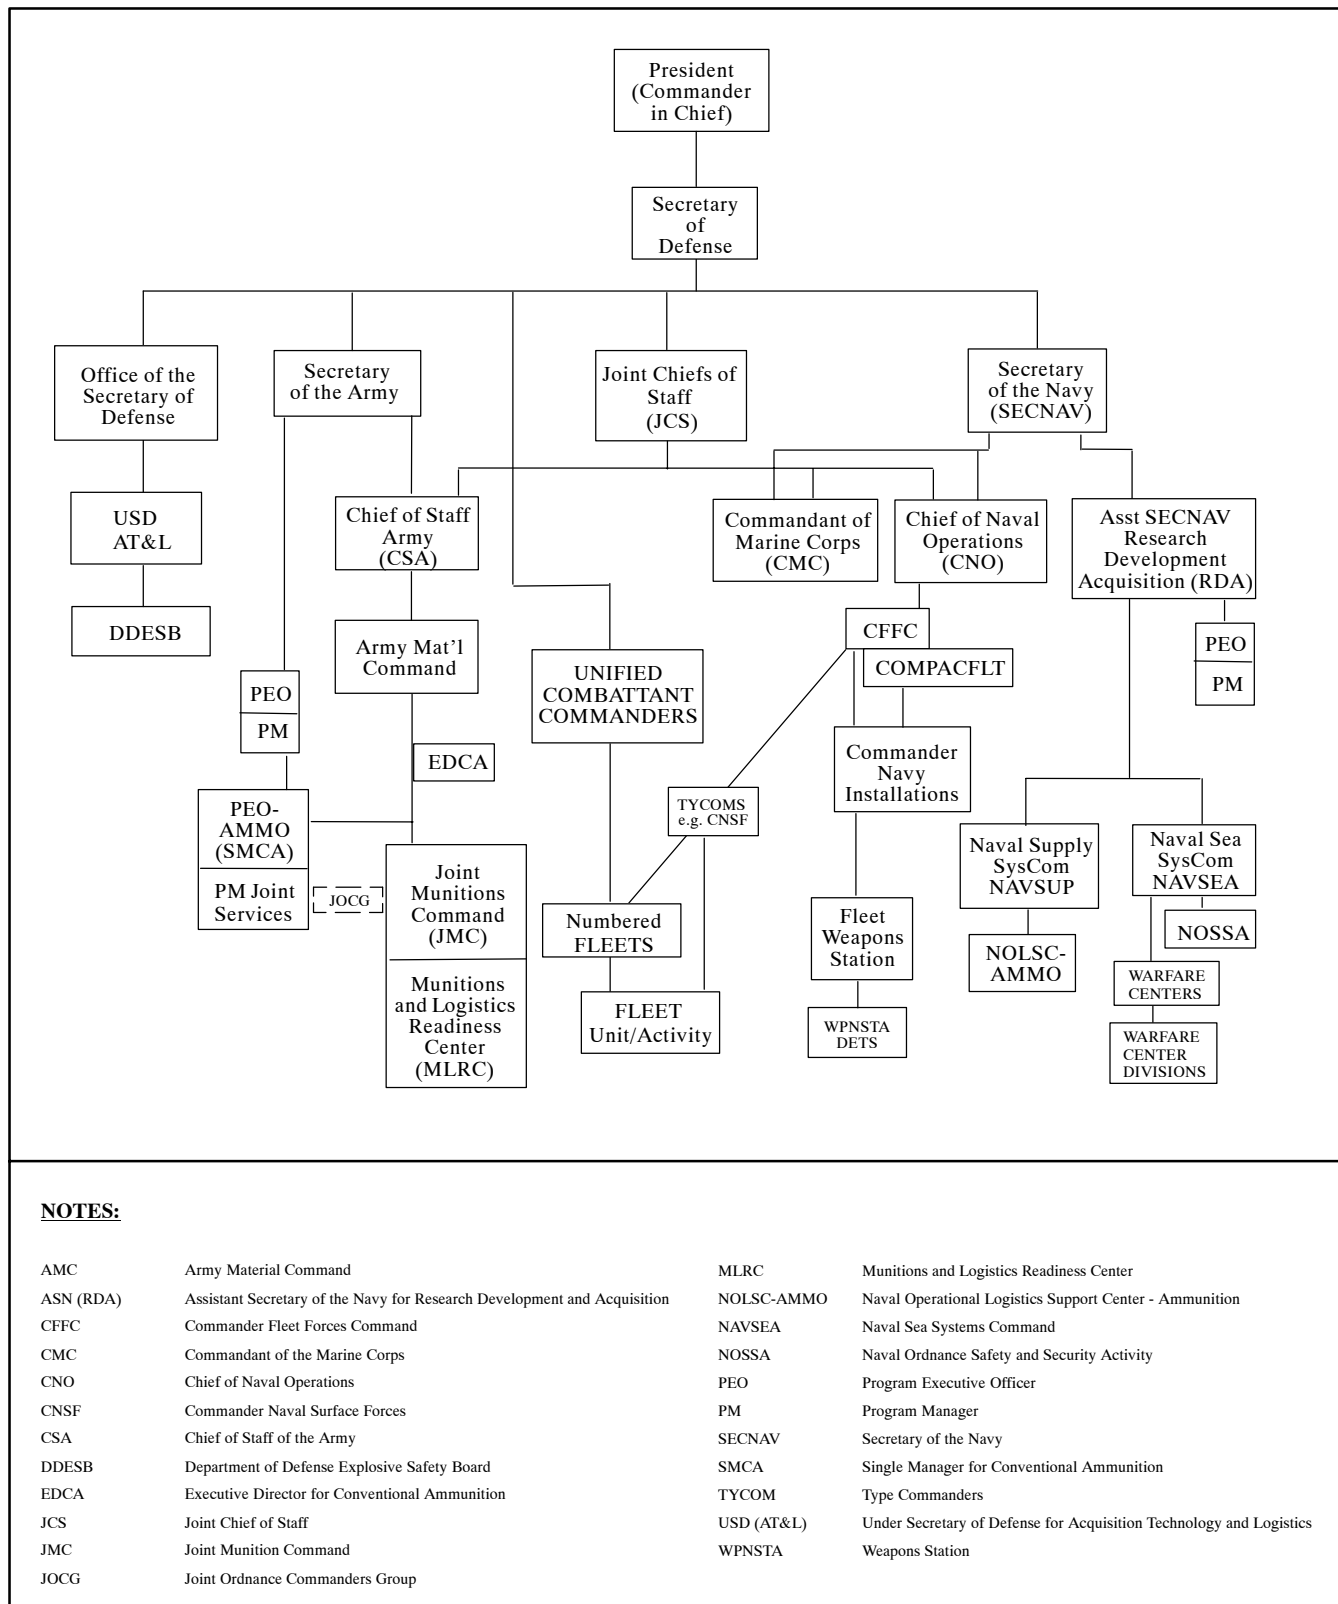 President
(Commander
in Chief)
Secretary
of
Defense
Office of the
Secretary of
Defense
Secretary
of the Army
Joint Chiefs of
Staff
(JCS)
Secretary
of the Navy
(SECNAV)
USD
AT&L
Chief of Staff
Army
(CSA)
Commandant of
Marine Corps
(CMC)
Chief of Naval
Operations
(CNO)
Asst SECNAV
Research
Development
Acquisition (RDA)
DDESB
Army Mat'l
Command
CFFC
COMPACFLT
PEO
PM
PEO
PM
UNIFIED
COMBATTANT
COMMANDERS
EDCA
Commander
Navy
Installations
PEO-
AMMO
(SMCA)
PM Joint
Services
JOCG
TYCOMS
e.g. CNSF
Naval Supply
SysCom
NAVSUP
Naval Sea
SysCom
NAVSEA
Joint
Munitions
Command
(JMC)
Munitions
and Logistics
Readiness
Center
(MLRC)
Numbered
FLEETS
Fleet
Weapons
Station
NOSSA
NOLSC-
AMMO
WARFARE
CENTERS
FLEET
Unit/Activity
WPNSTA
DETS
WARFARE
CENTER
DIVISIONS
NOTES:
AMC Army Material Command
ASN (RDA) Assistant Secretary of the Navy for Research Development and Acquisition
CFFC Commander Fleet Forces Command
CMC Commandant of the Marine Corps
CNO Chief of Naval Operations
CNSF Commander Naval Surface Forces
CSA Chief of Staff of the Army
DDESB Department of Defense Explosive Safety Board
EDCA Executive Director for Conventional Ammunition
JCS Joint Chief of Staff
JMC Joint Munition Command
JOCG Joint Ordnance Commanders Group
MLRC Munitions and Logistics Readiness Center
NOLSC-AMMO Naval Operational Logistics Support Center - Ammunition
NAVSEA Naval Sea Systems Command
NOSSA Naval Ordnance Safety and Security Activity
PEO Program Executive Officer
PM Program Manager
SECNAV Secretary of the Navy
SMCA Single Manager for Conventional Ammunition
TYCOM Type Commanders
USD (AT&L) Under Secretary of Defense for Acquisition Technology and Logistics
WPNSTA Weapons Station